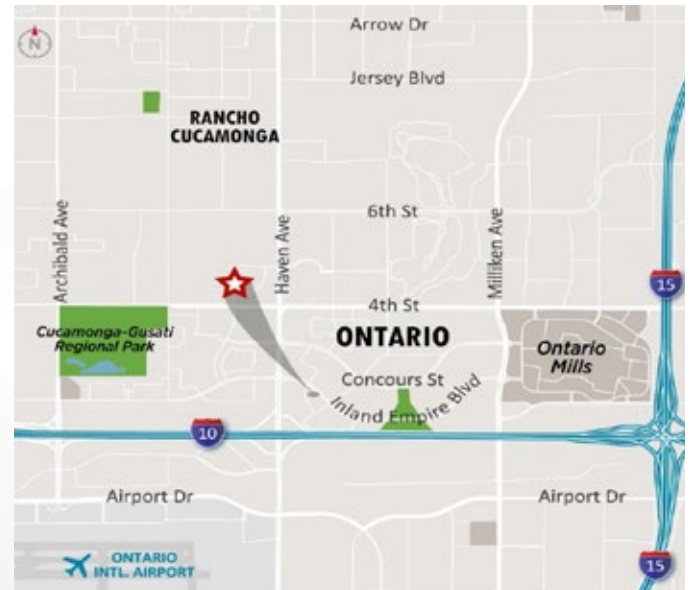 N
Arrow Dr
Jersey Blvd
RANCHO
CUCAMONGA
6th St
Archibald Ave
Haven Ave
Milliken Ave
15
4th St
Cucamonga-Gusati
Regional Park
ONTARIO
Ontario
Mills
Concours St
Inland Empire Blvd
10
Airport Dr
Airport Dr
ONTARIO
INTL. AIRPORT
15